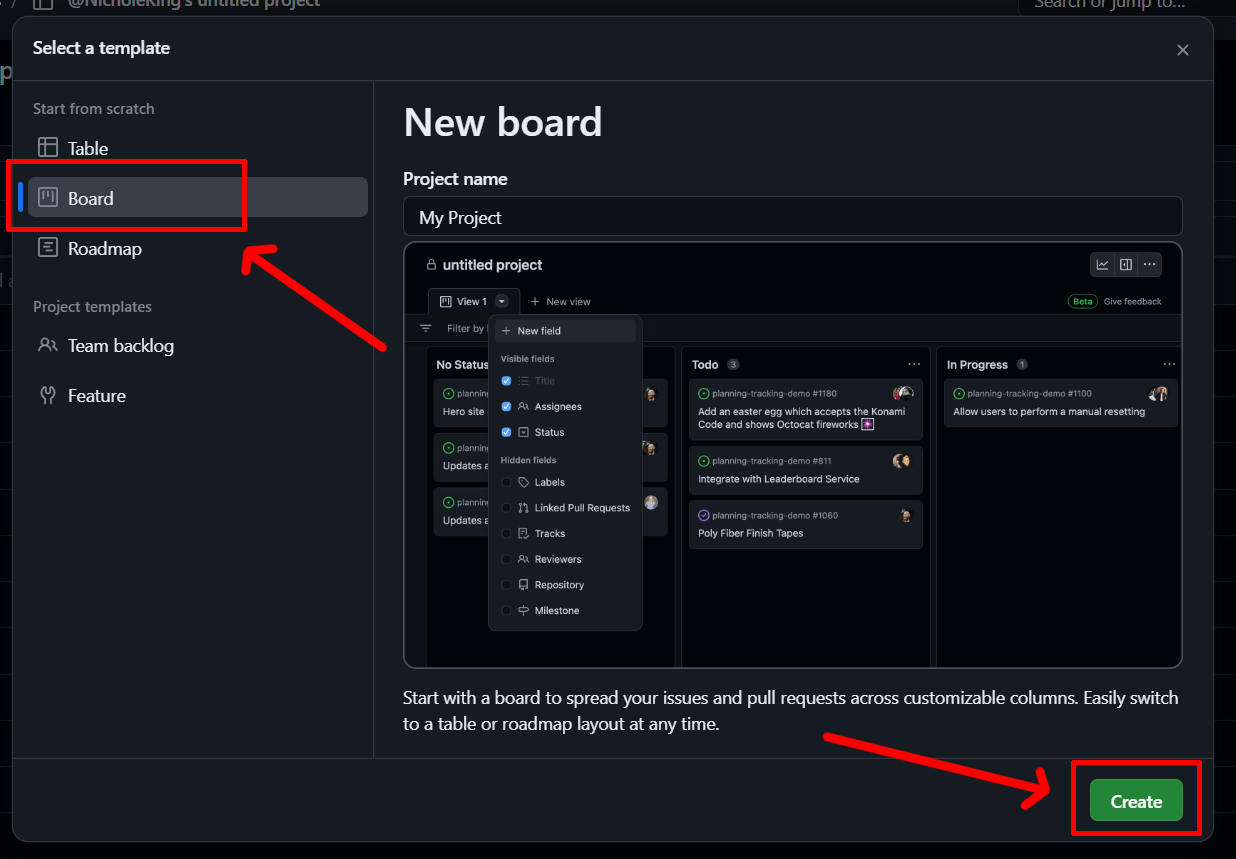 @NicholeKing's untitled project
Search or jump to...
Select a template
Start from scratch
Table
Board
Roadmap
Project templates
Team backlog
Feature
New board
Project name
My Project
untitled project
View 1
New view
Beta Give feedback
Filter by
New field
Visible fields
Title
Assignees
Status
Hidden fields
Labels
Linked Pull Requests
Tracks
Reviewers
Repository
Milestone
No Status
Hero site
Updates a
Updates a
Todo 3
planning-tracking-demo #1180
Add an easter egg which accepts the Konami
Code and shows Octocat fireworks
planning-tracking-demo #811
Integrate with Leaderboard Service
planning-tracking-demo #1060
Poly Fiber Finish Tapes
In Progress 1
planning-tracking-demo #1100
Allow users to perform a manual resetting
Start with a board to spread your issues and pull requests across customizable columns. Easily switch
to a table or roadmap layout at any time.
Create